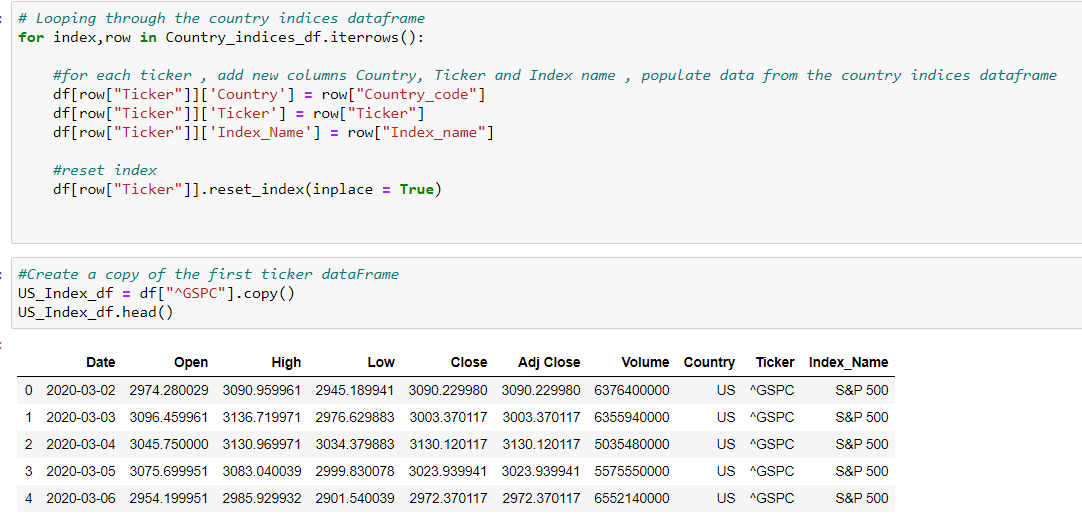 # Looping through the country indices dataframe
for index,row in Country_indices_df.iterrows():
#for each ticker , add new columns Country, Ticker and Index name , populate data from the country indices dataframe
df[row["Ticker"]]['Country'] = row["Country_code"]
df[row["Ticker"]]['Ticker'] = row["Ticker"]
df[row["Ticker"]]['Index_Name'] = row["Index_name"]
#reset index
df[row["Ticker"]].reset_index(inplace = True)
#Create a copy of the first ticker dataFrame
US_Index_df = df["^GSPC"].copy()
US_Index_df.head()
Date Open High Low Close Adj Close Volume Country Ticker Index_Name
0 2020-03-02 2974.280029 3090.959961 2945.189941 3090.229980 3090.229980 6376400000 US ^GSPC S&P 500
1 2020-03-03 3096.459961 3136.719971 2976.629883 3003.370117 3003.370117 6355940000 US ^GSPC S&P 500
2 2020-03-04 3045.750000 3130.969971 3034.379883 3130.120117 3130.120117 5035480000 US ^GSPC S&P 500
3 2020-03-05 3075.699951 3083.040039 2999.830078 3023.939941 3023.939941 5575550000 US ^GSPC S&P 500
4 2020-03-06 2954.199951 2985.929932 2901.540039 2972.370117 2972.370117 6552140000 US ^GSPC S&P 500